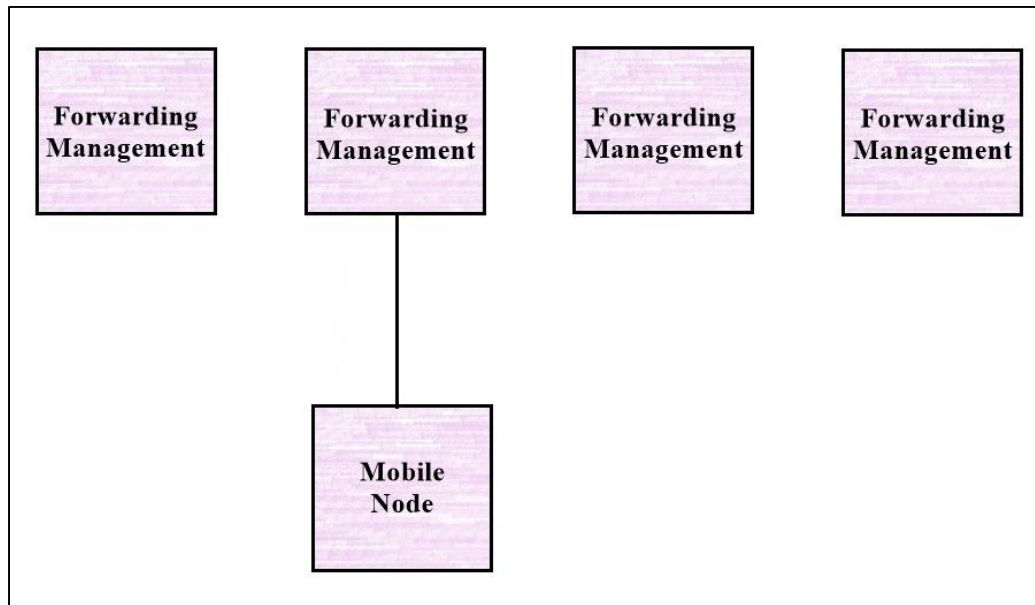 Forwarding
Management
Forwarding
Management
Forwarding
Management
Forwarding
Management
Mobile
Node